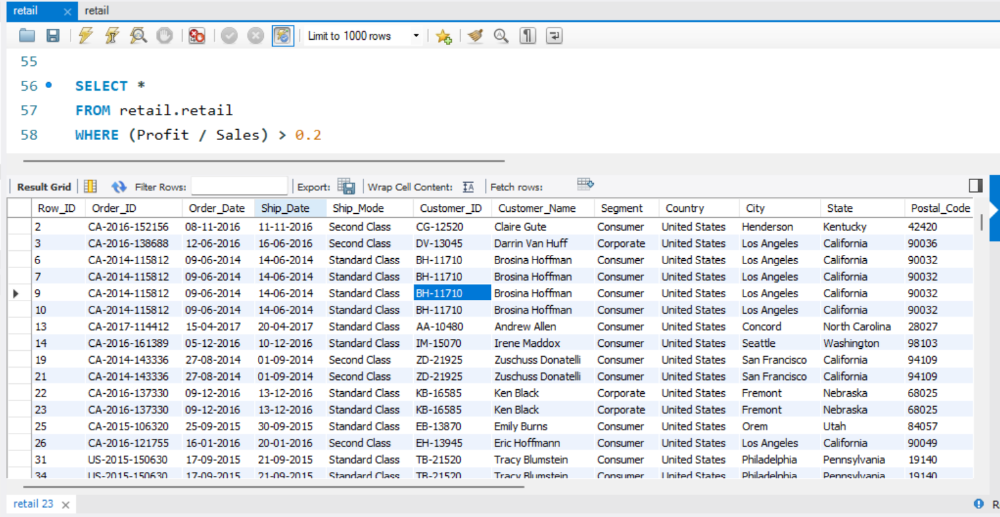 retail retail
Limit to 1000 rows
55
56 SELECT *
57 FROM retail.retail
58 WHERE (Profit / Sales) > 0.2
Result Grid Filter Rows: Export: Wrap Cell Content: Fetch rows:
Row_ID Order_ID Order_Date Ship_Date Ship_Mode Customer_ID Customer_Name Segment Country City State Postal_Code
2 CA-2016-152156 08-11-2016 11-11-2016 Second Class CG-12520 Claire Gute Consumer United States Henderson Kentucky 42420
3 CA-2016-138688 12-06-2016 16-06-2016 Second Class DV-13045 Darrin Van Huff Corporate United States Los Angeles California 90036
6 CA-2014-115812 09-06-2014 14-06-2014 Standard Class BH-11710 Brosina Hoffman Consumer United States Los Angeles California 90032
7 CA-2014-115812 09-06-2014 14-06-2014 Standard Class BH-11710 Brosina Hoffman Consumer United States Los Angeles California 90032
9 CA-2014-115812 09-06-2014 14-06-2014 Standard Class BH-11710 Brosina Hoffman Consumer United States Los Angeles California 90032
10 CA-2014-115812 09-06-2014 14-06-2014 Standard Class BH-11710 Brosina Hoffman Consumer United States Los Angeles California 90032
13 CA-2017-114412 15-04-2017 20-04-2017 Standard Class AA-10480 Andrew Allen Consumer United States Concord North Carolina 28027
14 CA-2016-161389 05-12-2016 10-12-2016 Standard Class IM-15070 Irene Maddox Consumer United States Seattle Washington 98103
19 CA-2014-143336 27-08-2014 01-09-2014 Second Class ZD-21925 Zuschuss Donatelli Consumer United States San Francisco California 94109
21 CA-2014-143336 27-08-2014 01-09-2014 Second Class ZD-21925 Zuschuss Donatelli Consumer United States San Francisco California 94109
22 CA-2016-137330 09-12-2016 13-12-2016 Standard Class KB-16585 Ken Black Corporate United States Fremont Nebraska 68025
23 CA-2016-137330 09-12-2016 13-12-2016 Standard Class KB-16585 Ken Black Corporate United States Fremont Nebraska 68025
25 CA-2015-106320 25-09-2015 30-09-2015 Standard Class EB-13870 Emily Burns Consumer United States Orem Utah 84057
26 CA-2016-121755 16-01-2016 20-01-2016 Second Class EH-13945 Eric Hoffmann Consumer United States Los Angeles California 90049
31 US-2015-150630 17-09-2015 21-09-2015 Standard Class TB-21520 Tracy Blumstein Consumer United States Philadelphia Pennsylvania 19140
34 US-2015-150630 17-09-2015 21-09-2015 Standard Class TB-21520 Tracy Blumstein Consumer United States Philadelphia Pennsylvania 19140
retail 23 R